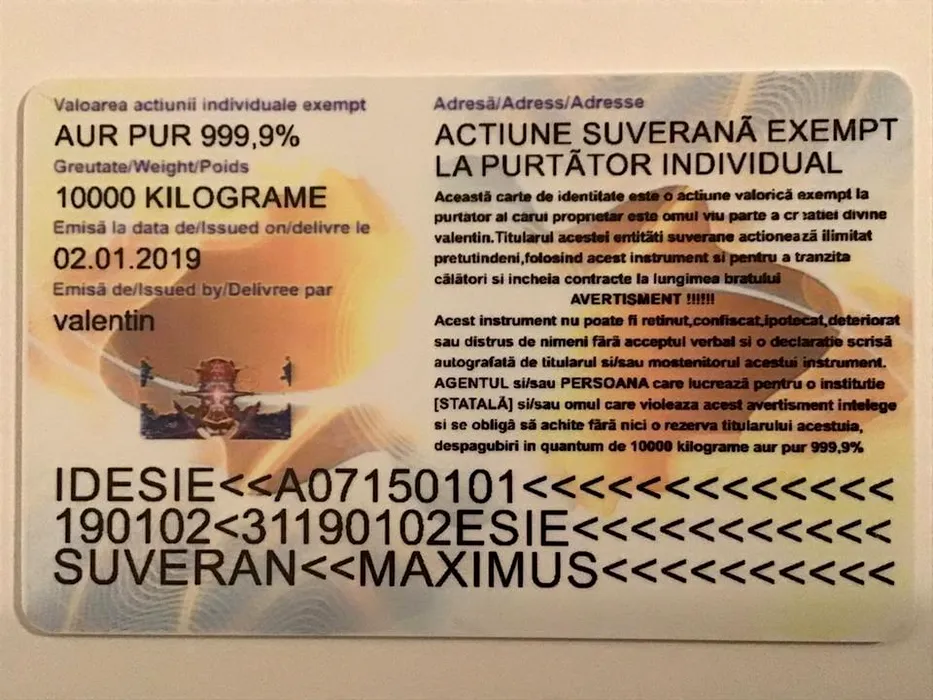 Valoarea actiunii individuale exempt
AUR PUR 999,9%
Greutate/Weight/Poids
10000 KILOGRAME
Emisă la data de/Issued on/delivre le
02.01.2019
Emisă de/Issued by/Delivree par
valentin
Adresă/Address/Adresse
ACTIUNE SUVERANÃ EXEMPT
LA PURTÃTOR INDIVIDUAL
Această carte de identitate este o actiune valorică exempt la
purtător al cărui proprietar este omul viu parte a creatiei divine
valentin.Titularul acestei entităti suverane actionează ilimitat
pretutindeni,folosind acest instrument si pentru a tranzita
călători si incheia contracte la lungimea bratului
AVERTISMENT !!!!!!
Acest instrument nu poate fi retinut,confiscat,ipotecat,deteriorat
sau distrus de nimeni fără acceptul verbal si o declaratie scrisă
autografată de titularul si/sau mostenitorul acestui instrument.
AGENTUL si/sau PERSOANA care lucrează pentru o institutie
[STATALĂ] si/sau omul care violeaza acest avertisment intelege
si se obligă să achite fără nici o rezerva titularului acestuia,
despagubiri in quantum de 10000 kilograme aur pur 999,9%
IDESIE<<A07150101<<<<<<<<<<<<<<<
190102<31190102ESIE<<<<<<<<<<<<<
SUVERAN<<MAXIMUS<<<<<<<<<<<<